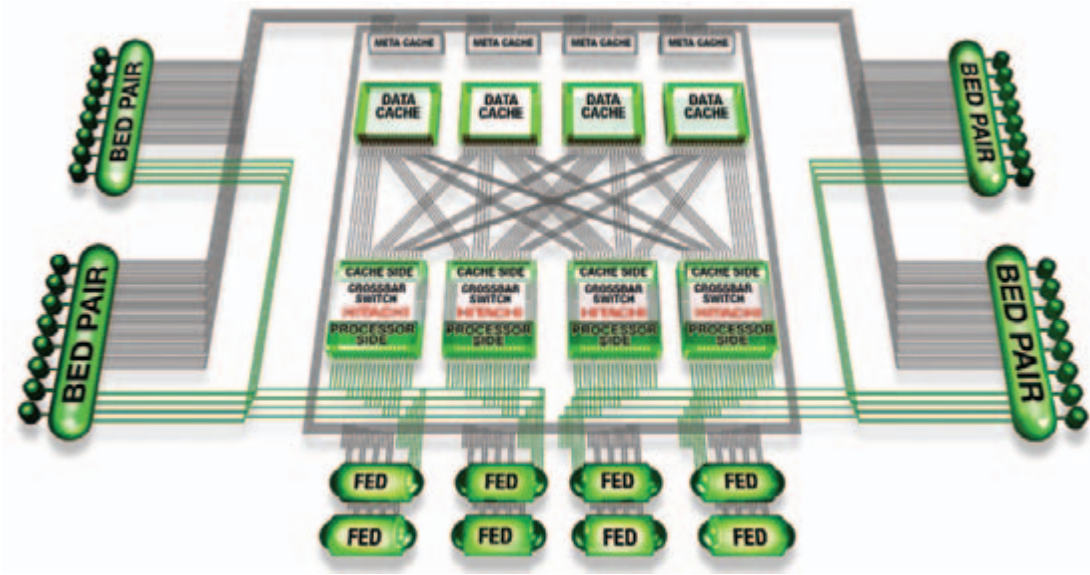 META CACHE
META CACHE
META CACHE
META CACHE
BED PAIR
BED PAIR
DATA
CACHE
DATA
CACHE
DATA
CACHE
DATA
CACHE
BED PAIR
BED PAIR
CACHE SIDE
CROSSBAR
SWITCH
HITACHI
PROCESSOR
SIDE
CACHE SIDE
CROSSBAR
SWITCH
HITACHI
PROCESSOR
SIDE
CACHE SIDE
CROSSBAR
SWITCH
HITACHI
PROCESSOR
SIDE
CACHE SIDE
CROSSBAR
SWITCH
HITACHI
PROCESSOR
SIDE
FED
FED
FED
FED
FED
FED
FED
FED